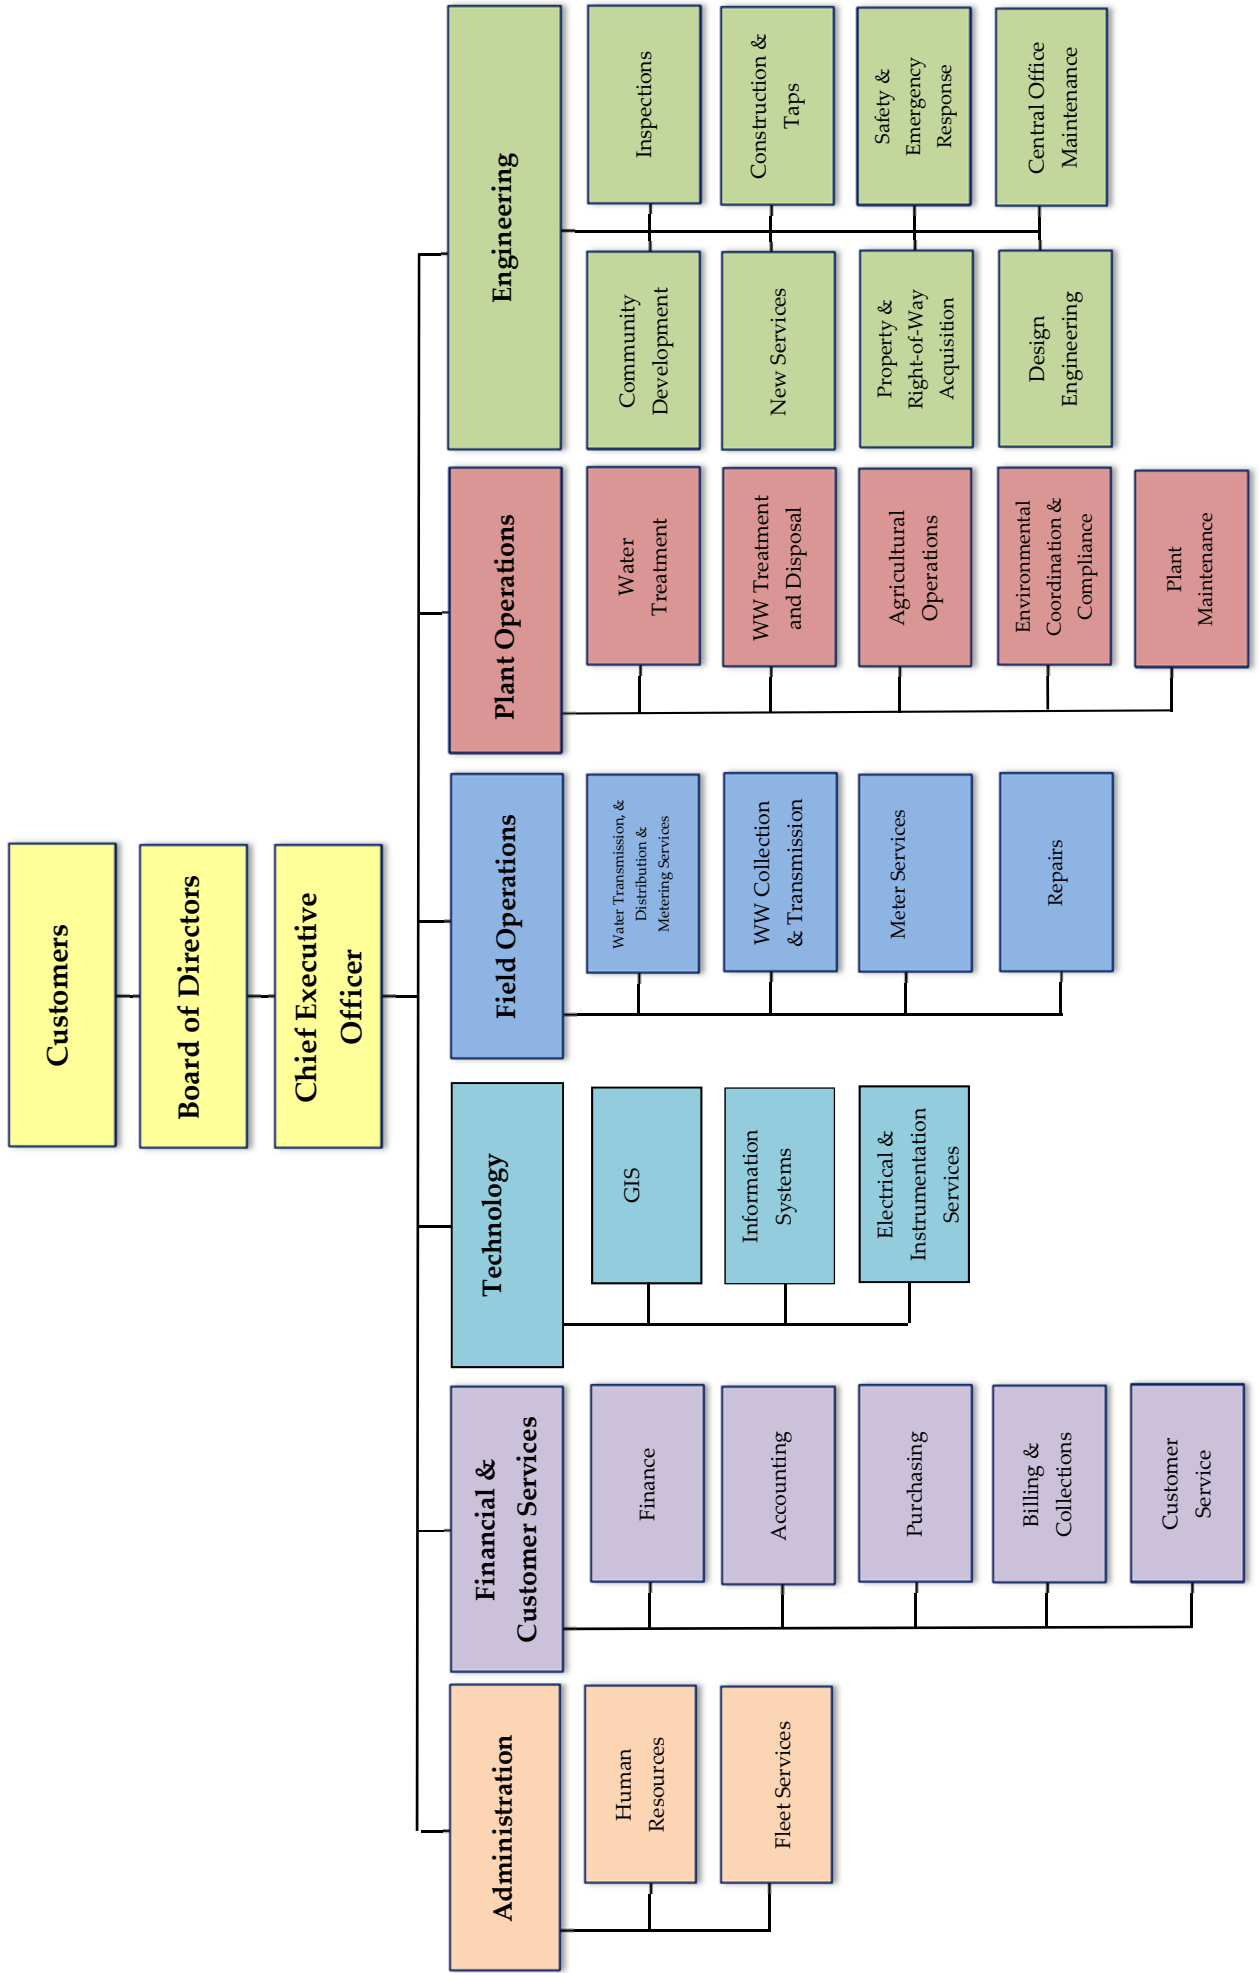 Customers
Board of Directors
Chief Executive
Officer
Administration
Human
Resources
Fleet Services
Financial &
Customer Services
Finance
Accounting
Purchasing
Billing &
Collections
Customer
Service
Technology
GIS
Information
Systems
Electrical &
Instrumentation
Services
Field Operations
Water Transmission, &
Distribution &
Metering Services
WW Collection
& Transmission
Meter Services
Repairs
Plant Operations
Water
Treatment
WW Treatment
and Disposal
Agricultural
Operations
Environmental
Coordination &
Compliance
Plant
Maintenance
Engineering
Community
Development
Inspections
New Services
Construction &
Taps
Property &
Right-of-Way
Acquisition
Safety &
Emergency
Response
Design
Engineering
Central Office
Maintenance